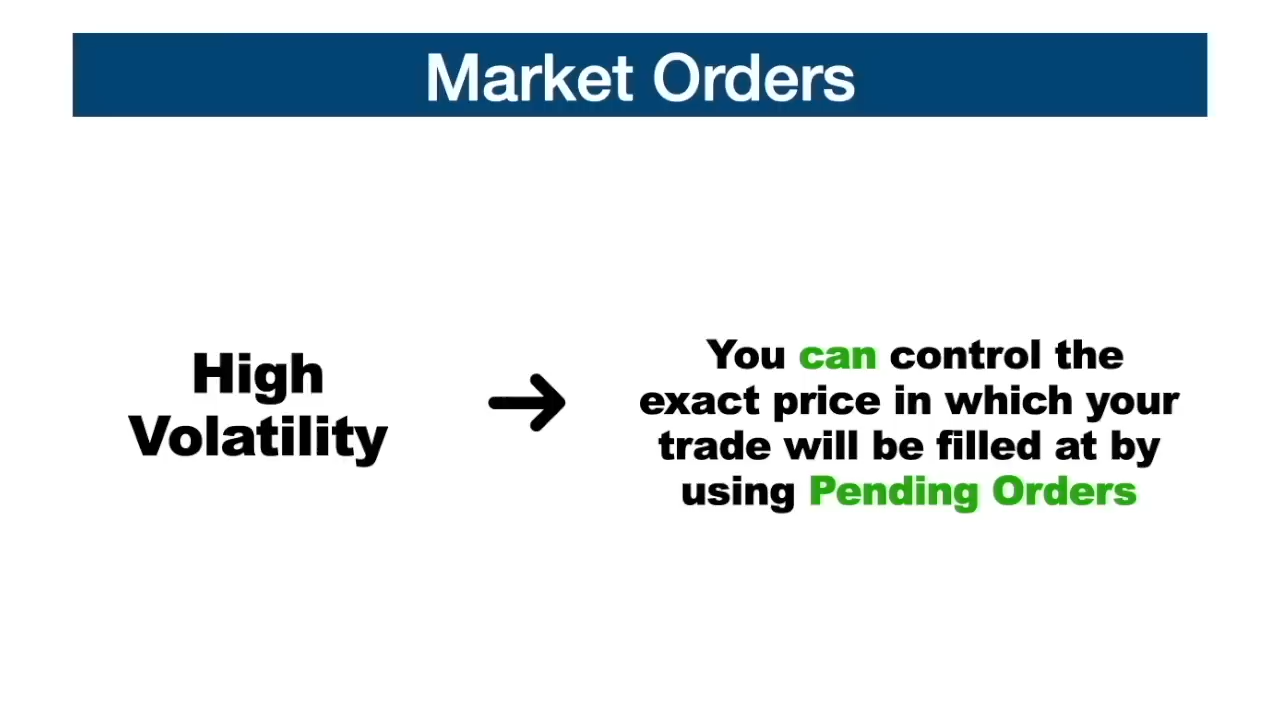 Market Orders
High
Volatility
You can control the
exact price in which your
trade will be filled at by
using Pending Orders